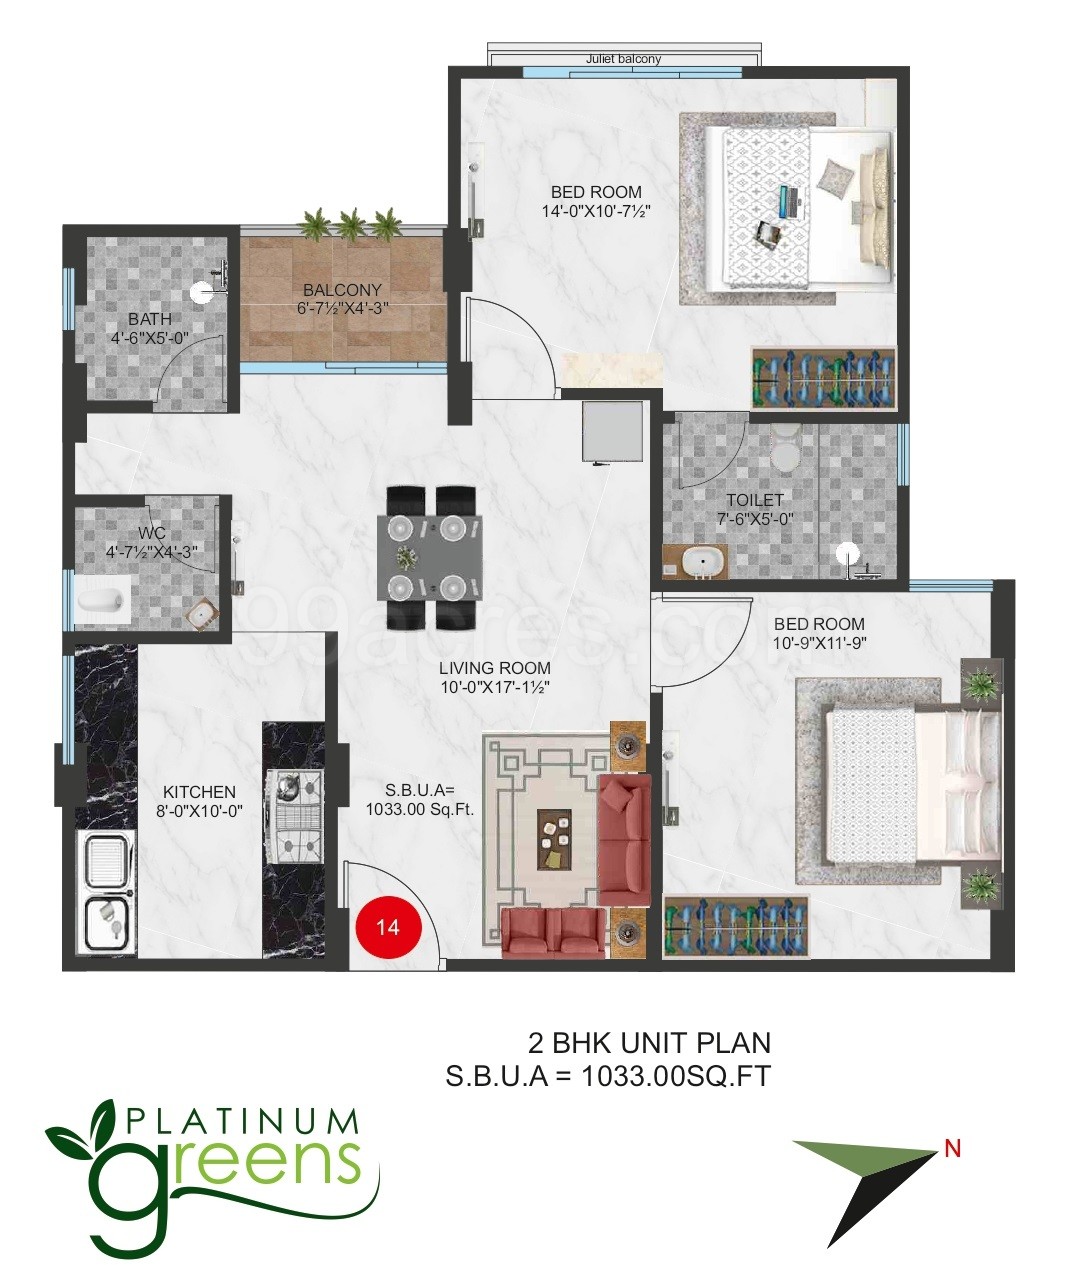 Juliet balcony
BED ROOM
14'-0"X10'-7½"
BALCONY
6'-7½"X4'-3"
BATH
4'-6"X5'-0"
TOILET
7'-6"X5'-0"
WC
4'-7½"X4'-3"
BED ROOM
10'-9"X11'-9"
99acres.com
LIVING ROOM
10'-0"X17'-1½"
KITCHEN
8'-0"X10'-0"
S.B.U.A=
1033.00 Sq.Ft.
14
2 BHK UNIT PLAN
S.B.U.A = 1033.00SQ.FT
PLATINUM
greens
N